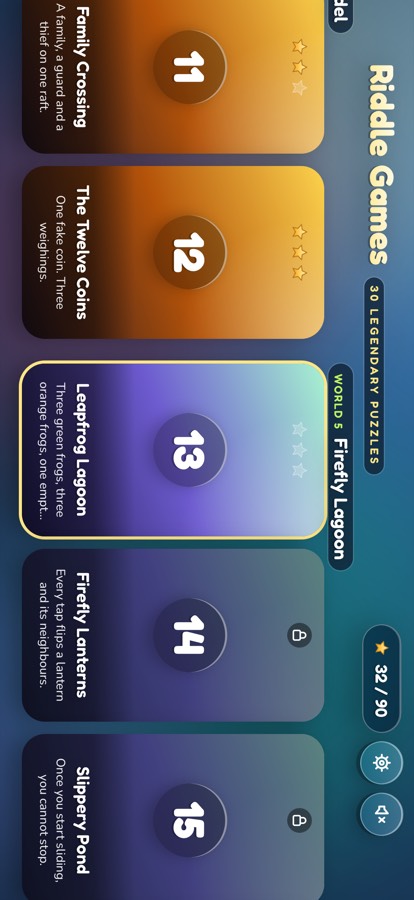 Riddle Games
30 LEGENDARY PUZZLES
32 / 90
del
WORLD 5 Firefly Lagoon
11
Family Crossing
A family, a guard and a
thief on one raft.
12
The Twelve Coins
One fake coin. Three
weighings.
13
Leapfrog Lagoon
Three green frogs, three
orange frogs, one empt...
14
Firefly Lanterns
Every tap flips a lantern
and its neighbours.
15
Slippery Pond
Once you start sliding,
you cannot stop.